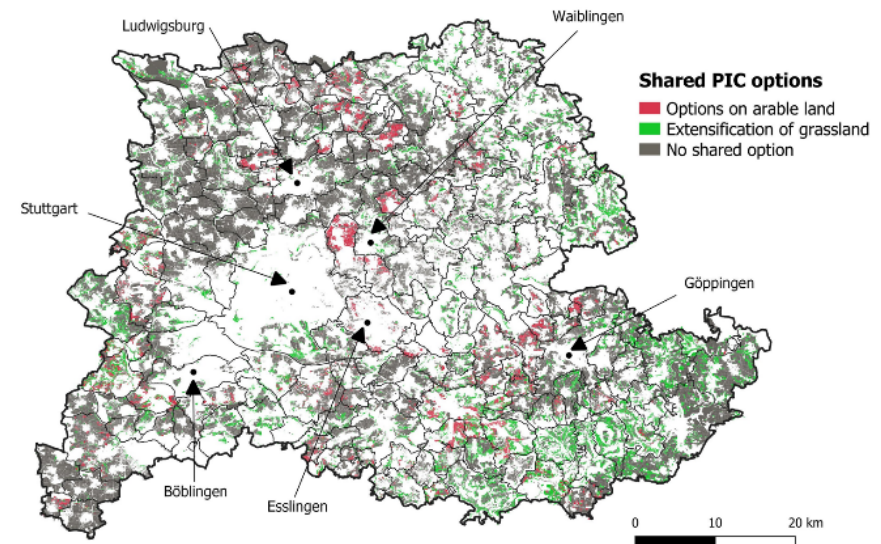 Ludwigsburg
Waiblingen
Shared PIC options
Options on arable land
Extensification of grassland
No shared option
Stuttgart
Göppingen
Böblingen
Esslingen
0 10 20 km